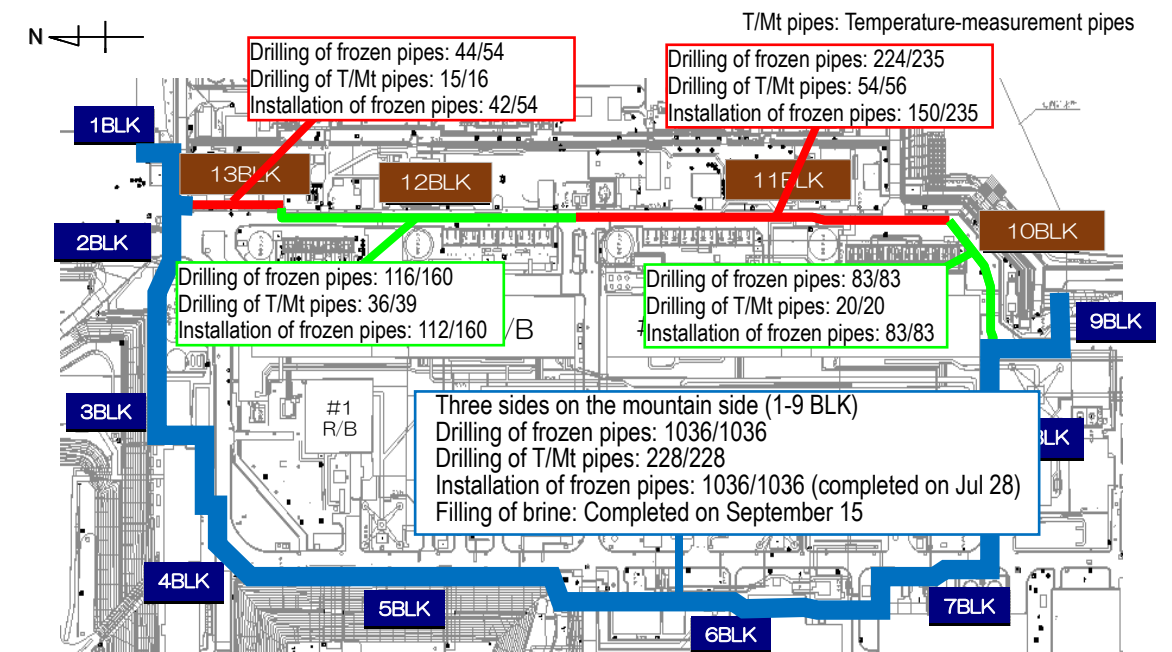 T/Mt pipes: Temperature-measurement pipes
N
Drilling of frozen pipes: 44/54
Drilling of T/Mt pipes: 15/16
Installation of frozen pipes: 42/54
Drilling of frozen pipes: 224/235
Drilling of T/Mt pipes: 54/56
Installation of frozen pipes: 150/235
1BLK
13BLK
12BLK
11BLK
10BLK
2BLK
Drilling of frozen pipes: 116/160
Drilling of T/Mt pipes: 36/39
Installation of frozen pipes: 112/160
/B
Drilling of frozen pipes: 83/83
Drilling of T/Mt pipes: 20/20
Installation of frozen pipes: 83/83
9BLK
3BLK
#1
R/B
Three sides on the mountain side (1-9 BLK)
Drilling of frozen pipes: 1036/1036
Drilling of T/Mt pipes: 228/228
Installation of frozen pipes: 1036/1036 (completed on Jul 28)
Filling of brine: Completed on September 15
LK
4BLK
5BLK
6BLK
7BLK